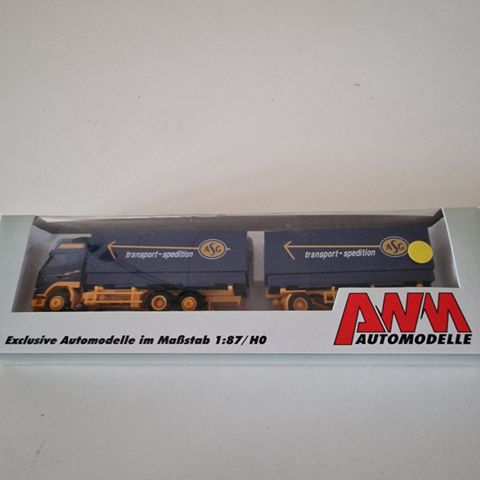 transport-spedition ASG
transport-spedition ASG
Exclusive Automodelle im Maßstab 1:87/H0
AWM
AUTOMODELLE